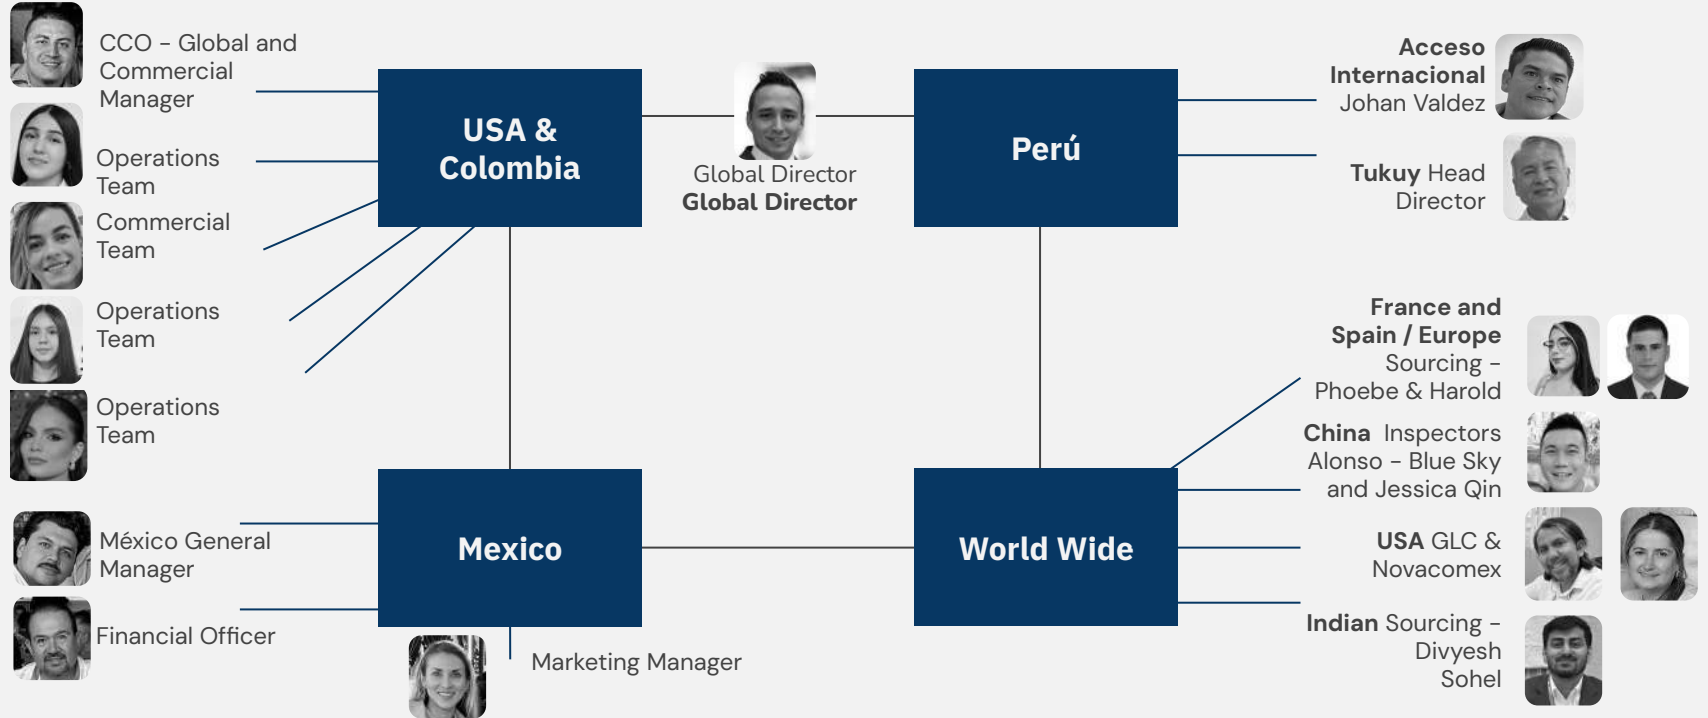 CCO - Global and
Commercial
Manager
Operations
Team
Commercial
Team
Operations
Team
Operations
Team
USA &
Colombia
Global Director
Global Director
Perú
Acceso
Internacional
Johan Valdez
Tukuy Head
Director
México General
Manager
Financial Officer
Mexico
Marketing Manager
World Wide
France and
Spain / Europe
Sourcing -
Phoebe & Harold
China Inspectors
Alonso - Blue Sky
and Jessica Qin
USA GLC &
Novacomex
Indian Sourcing -
Divyesh
Sohel